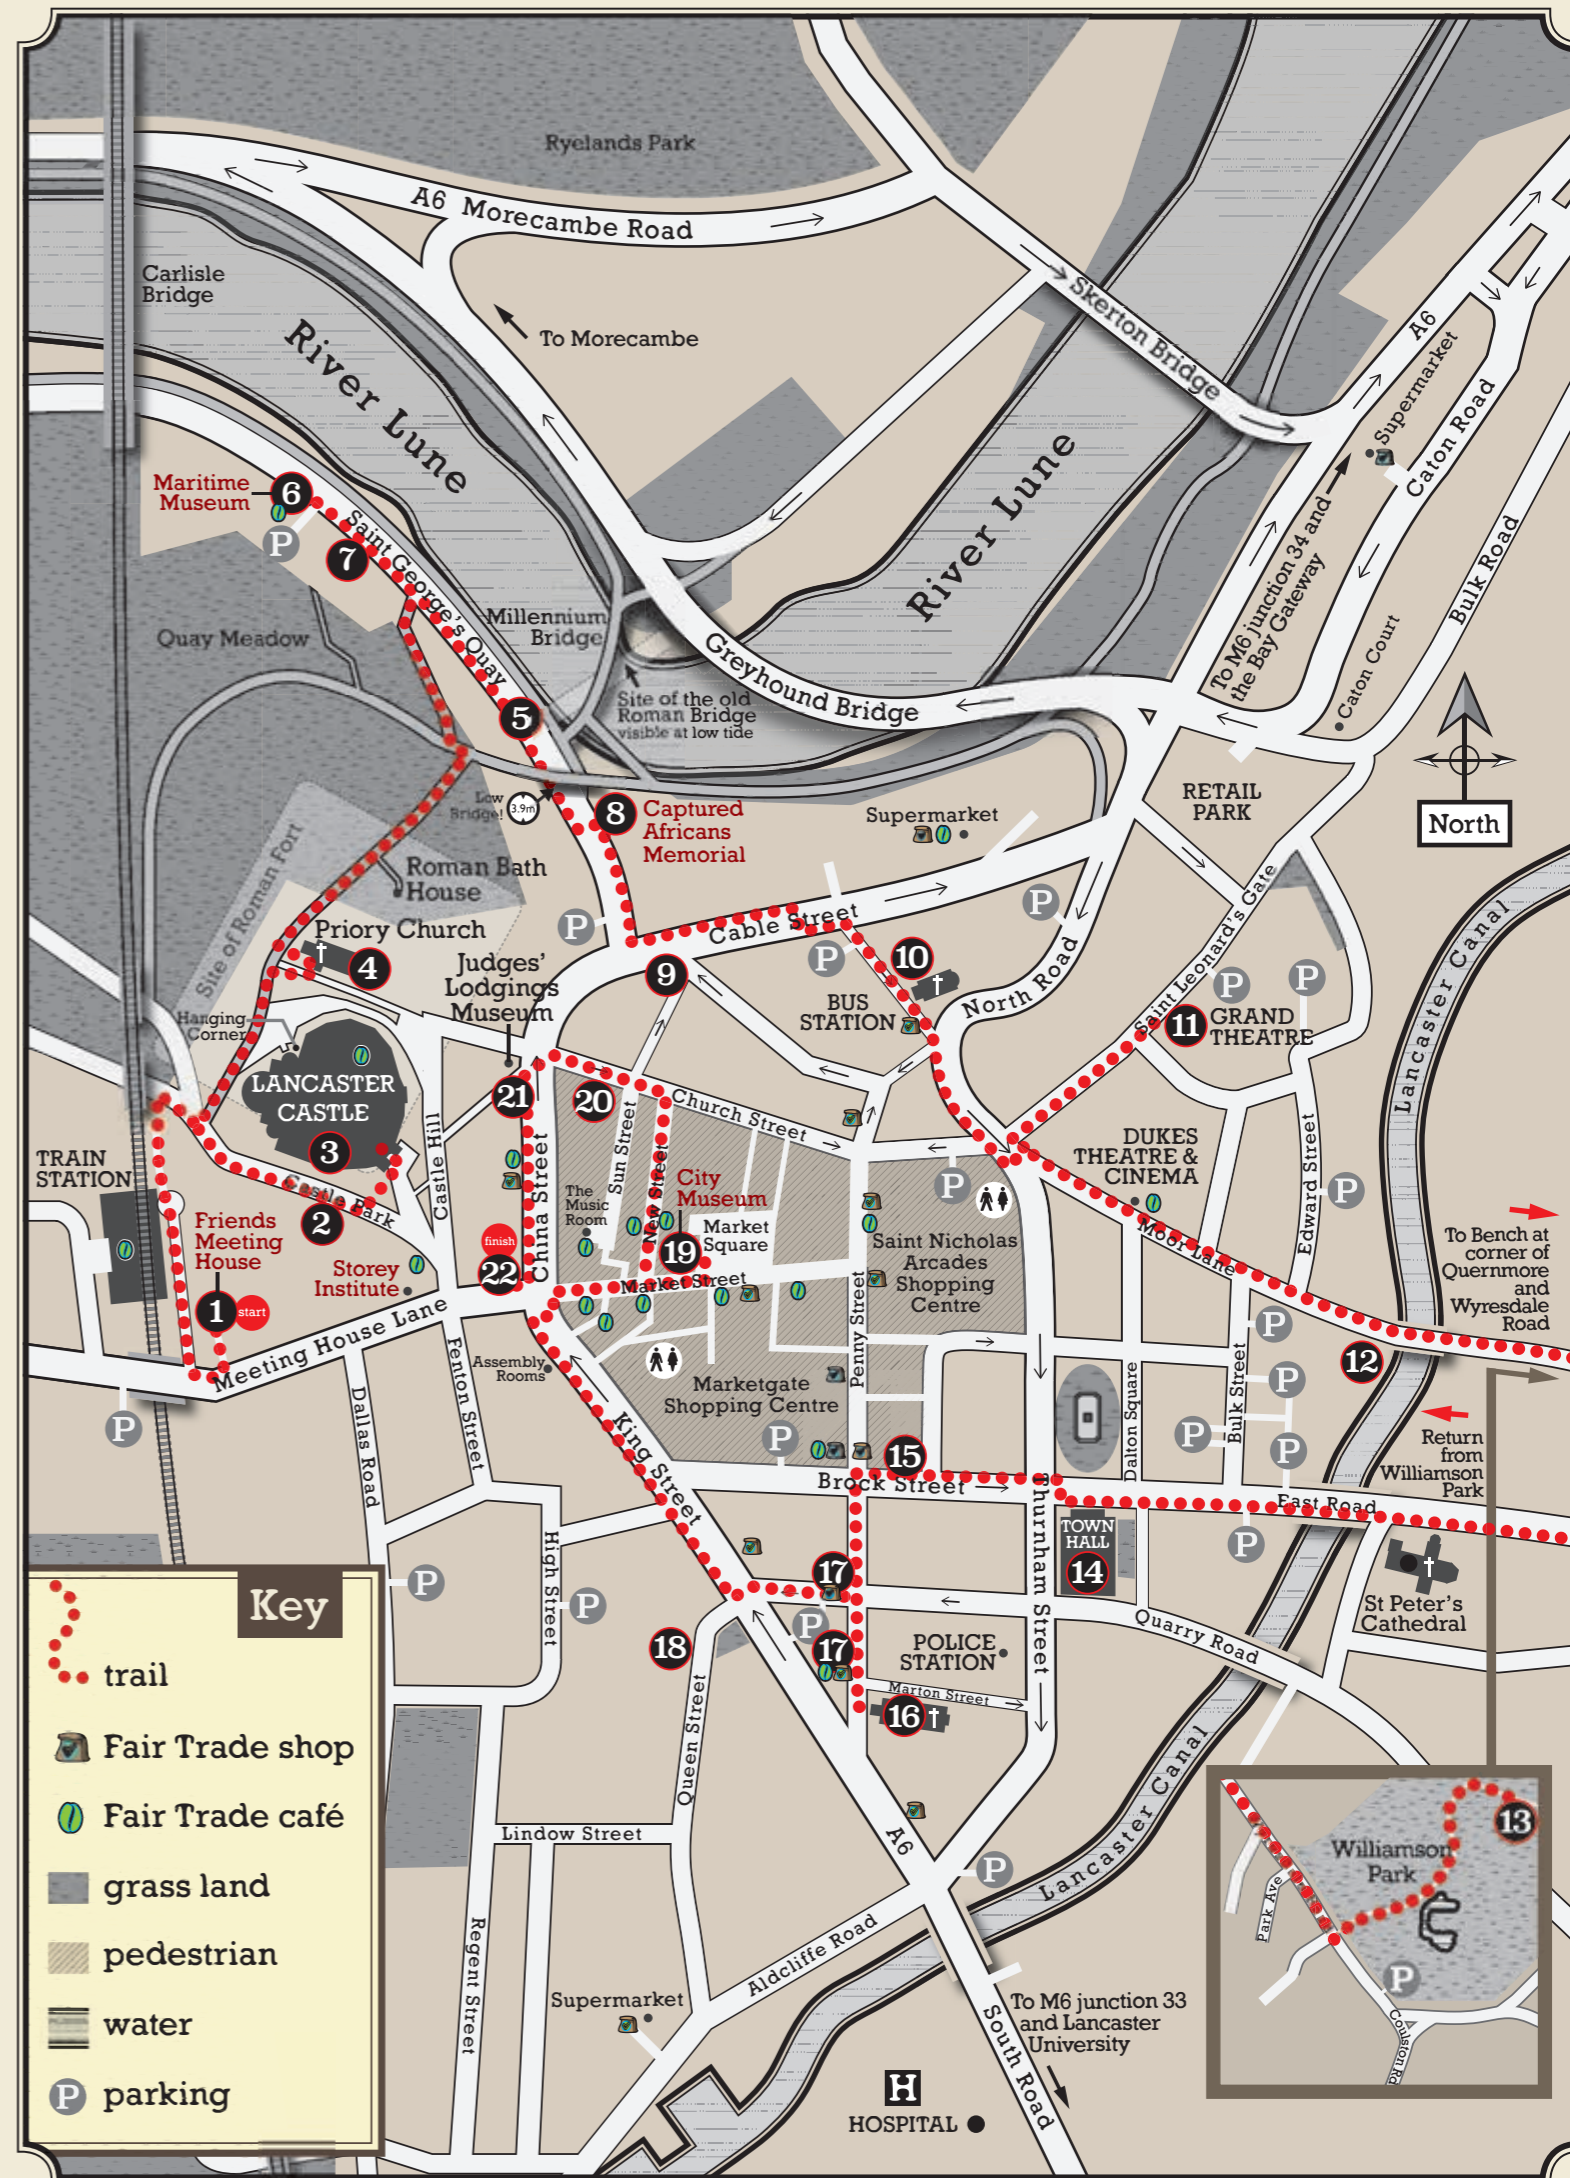 Ryelands Park
A6 Morecambe Road
Carlisle
Bridge
To Morecambe
River Lune
Skerton Bridge
A6
Supermarket
Caton Road
Bulk Road
River Lune
Maritime
Museum
6
P
7
Saint George's Quay
Quay Meadow
Millennium
Bridge
Greyhound Bridge
To M6 junction 34 and
the Bay Gateway
Caton Court
Site of the old
Roman Bridge
visible at low tide
5
North
RETAIL
PARK
Low
Bridge!
3.9m
8
Captured
Africans
Memorial
Supermarket
Site of Roman Fort
Roman Bath
House
Priory Church
4
P
Cable Street
P
P
North Road
Saint Leonard's Gate
Lancaster Canal
Judges'
Lodgings
Museum
9
10
BUS
STATION
P
P
11
GRAND
THEATRE
Hanging
Corner
LANCASTER
CASTLE
3
21
20
Church Street
Sun Street
New Street
China Street
Castle Hill
Castle Park
2
TRAIN
STATION
Friends
Meeting
House
1
start
Storey
Institute
finish
22
The
Music
Room
City
Museum
19
Market
Square
Market Street
P
DUKES
THEATRE &
CINEMA
Edward Street
P
Moor Lane
Saint Nicholas
Arcades
Shopping
Centre
Penny Street
To Bench at
corner of
Quernmore
and
Wyresdale
Road
Meeting House Lane
P
Dallas Road
Fenton Street
Assembly
Rooms
King Street
Marketgate
Shopping Centre
P
15
Brock Street
Dalton Square
Bulk Street
P
P
P
P
12
Return
from
Williamson
Park
East Road
P
TOWN
HALL
14
St Peter's
Cathedral
Thurnham Street
Quarry Road
High Street
P
P
17
P
17
18
POLICE
STATION
Marton Street
16
Queen Street
Lancaster Canal
Lindow Street
A6
P
Regent Street
Aldcliffe Road
Supermarket
To M6 junction 33
and Lancaster
University
South Road
H
HOSPITAL
13
Williamson
Park
Park Ave
P
Coulston Rd
Key
trail
Fair Trade shop
Fair Trade café
grass land
pedestrian
water
P parking